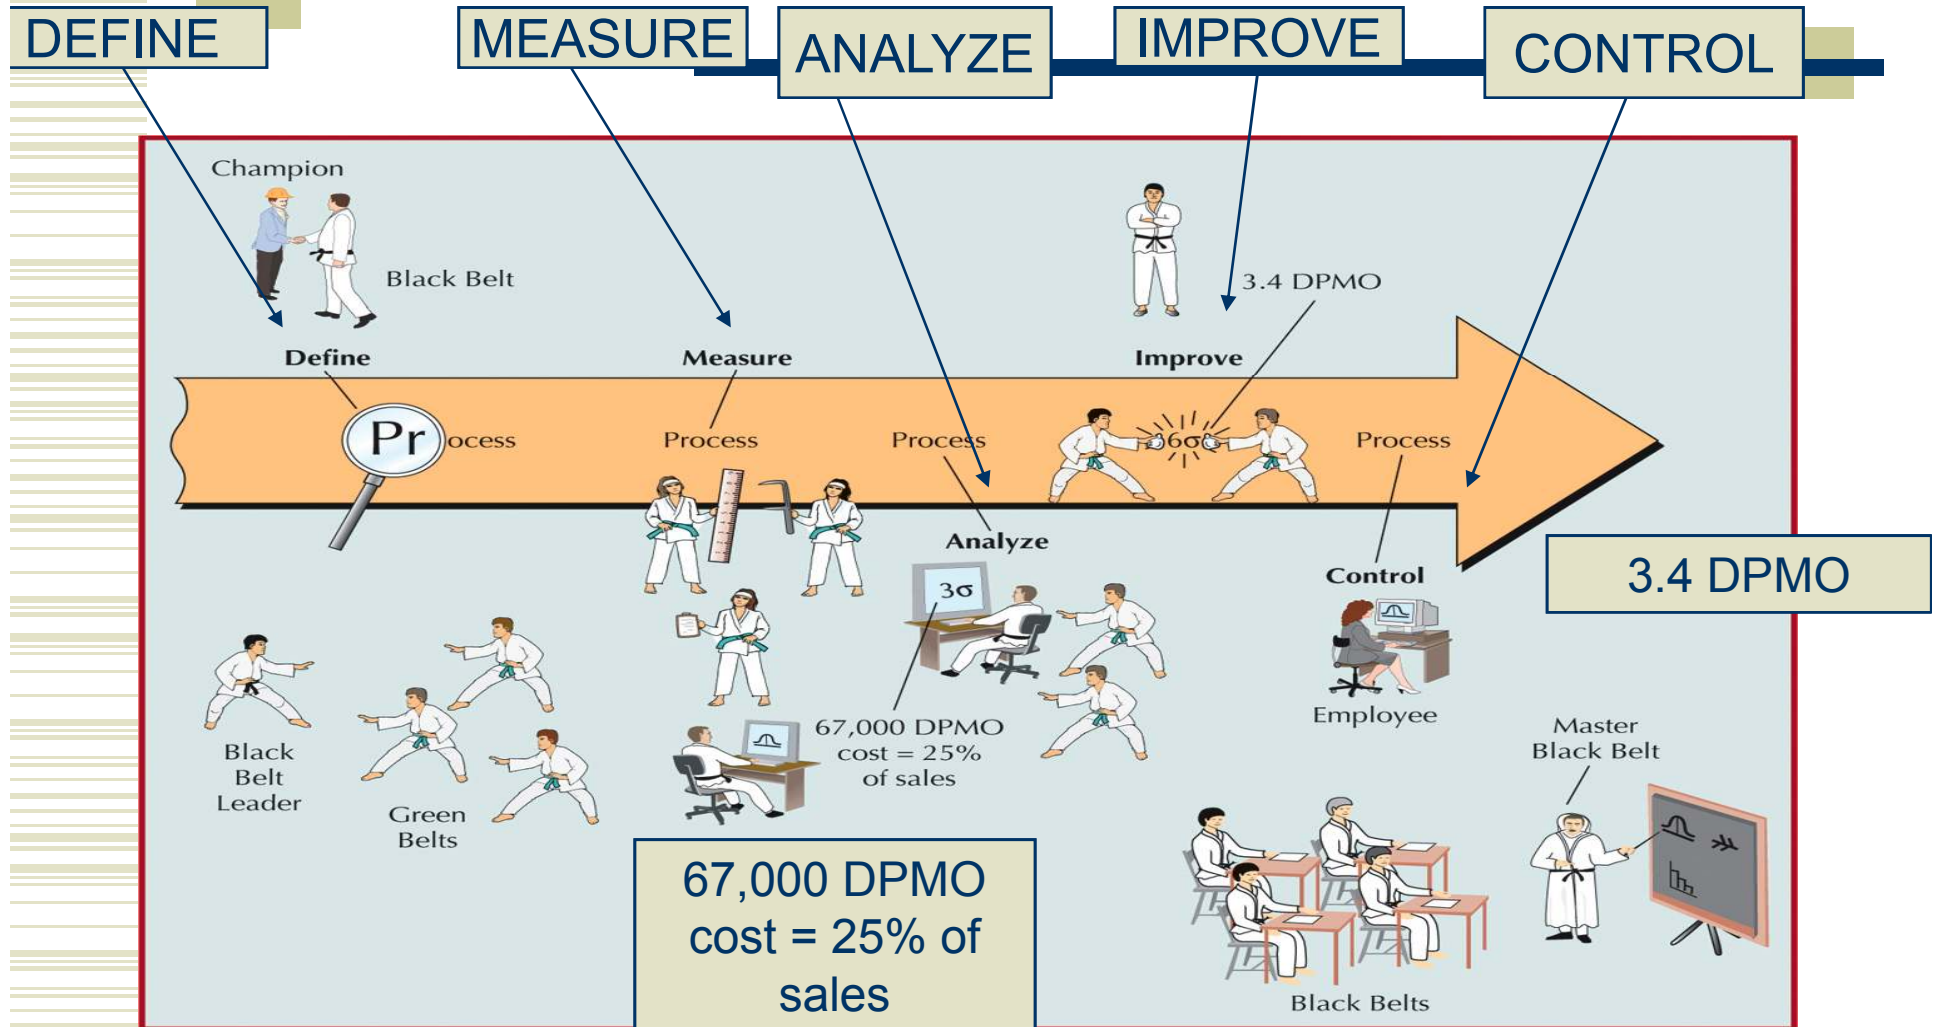 DEFINE
MEASURE
ANALYZE
IMPROVE
CONTROL
Champion
Black Belt
3.4 DPMO
Define
Measure
Improve
Pr ocess
Process
Process
6σ
Process
Analyze
3σ
Control
3.4 DPMO
Black
Belt
Leader
Green
Belts
67,000 DPMO
cost = 25%
of sales
Employee
Master
Black Belt
67,000 DPMO
cost = 25% of
sales
Black Belts